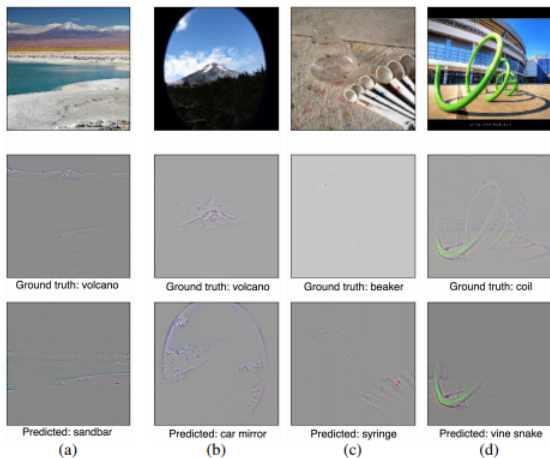 Ground truth: volcano
Ground truth: volcano
Ground truth: beaker
Ground truth: coil
Predicted: sandbar
Predicted: car mirror
Predicted: syringe
Predicted: vine snake
(a)
(b)
(c)
(d)